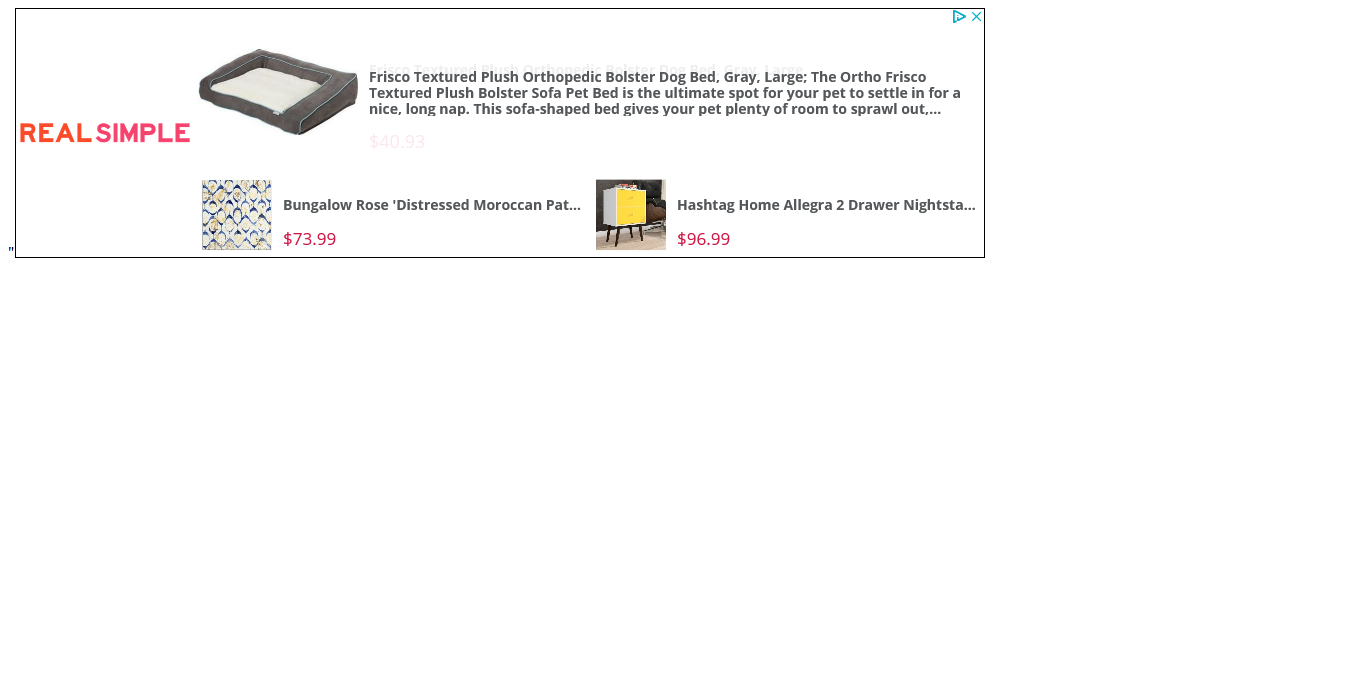 Frisco Textured Plush Orthopedic Bolster Dog Bed, Gray, Large
Frisco Textured Plush Orthopedic Bolster Dog Bed, Gray, Large; The Ortho Frisco
Textured Plush Bolster Sofa Pet Bed is the ultimate spot for your pet to settle in for a
nice, long nap. This sofa-shaped bed gives your pet plenty of room to sprawl out,...
REAL SIMPLE
$40.93
Bungalow Rose 'Distressed Moroccan Pat...
$73.99
Hashtag Home Allegra 2 Drawer Nightsta...
$96.99
"